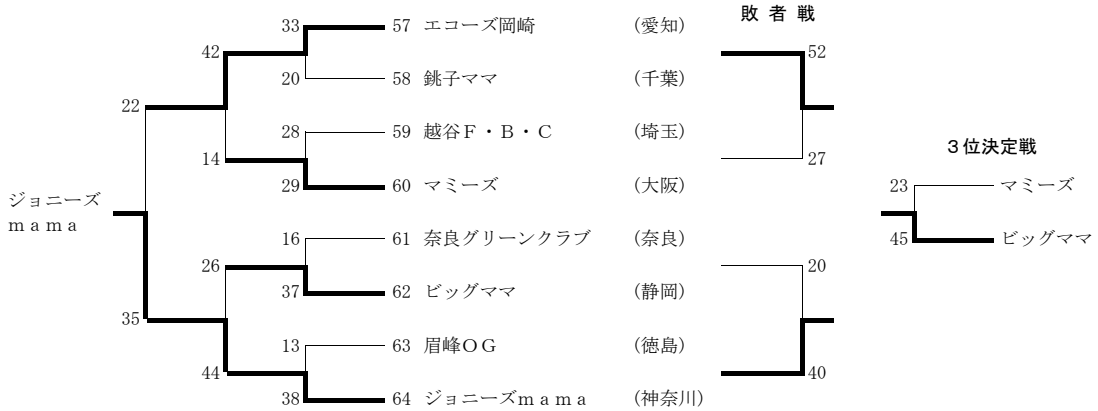 敗者戦
33 57 エコーズ岡崎 (愛知)
42 52
20 58 銚子ママ (千葉)
22
28 59 越谷F・B・C (埼玉)
14 27
３位決定戦
29 60 マミーズ (大阪)
23 マミーズ
ジョニーズ
ｍａｍａ
16 61 奈良グリーンクラブ (奈良)
45 ビッグママ
26 20
37 62 ビッグママ (静岡)
35
13 63 眉峰ＯＧ (徳島)
44 40
38 64 ジョニーズｍａｍａ (神奈川)